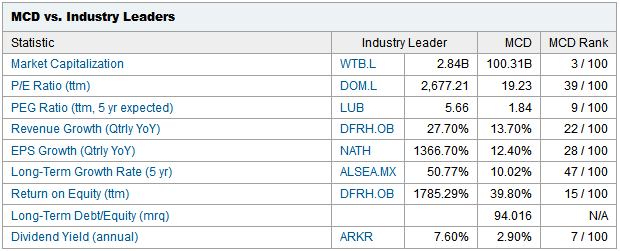 MCD vs. Industry Leaders
Statistic Industry Leader MCD MCD Rank
Market Capitalization WTB.L 2.84B 100.31B 3 / 100
P/E Ratio (ttm) DOM.L 2,677.21 19.23 39 / 100
PEG Ratio (ttm, 5 yr expected) LUB 5.66 1.84 9 / 100
Revenue Growth (Qtrly YoY) DFRH.OB 27.70% 13.70% 22 / 100
EPS Growth (Qtrly YoY) NATH 1366.70% 12.40% 28 / 100
Long-Term Growth Rate (5 yr) ALSEA.MX 50.77% 10.02% 47 / 100
Return on Equity (ttm) DFRH.OB 1785.29% 39.80% 15 / 100
Long-Term Debt/Equity (mrq) 94.016 N/A
Dividend Yield (annual) ARKR 7.60% 2.90% 7 / 100